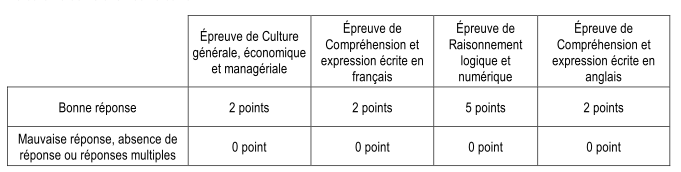 Épreuve de Culture
générale, économique
et managériale
Épreuve de
Compréhension et
expression écrite en
français
Épreuve de
Raisonnement
logique et
numérique
Épreuve de
Compréhension et
expression écrite en
anglais
Bonne réponse 2 points 2 points 5 points 2 points
Mauvaise réponse, absence de
réponse ou réponses multiples 0 point 0 point 0 point 0 point